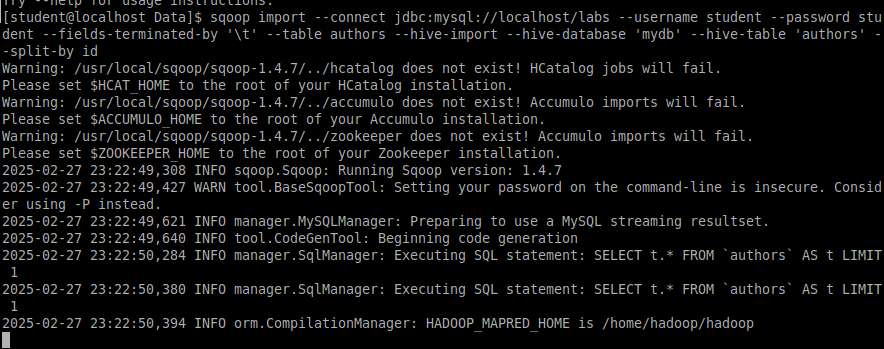 Try --help for usage instructions.
[student@localhost Data]$ sqoop import --connect jdbc:mysql://localhost/labs --username student --password stu
dent --fields-terminated-by '\t' --table authors --hive-import --hive-database 'mydb' --hive-table 'authors' -
-split-by id
Warning: /usr/local/sqoop/sqoop-1.4.7/../hcatalog does not exist! HCatalog jobs will fail.
Please set $HCAT_HOME to the root of your HCatalog installation.
Warning: /usr/local/sqoop/sqoop-1.4.7/../accumulo does not exist! Accumulo imports will fail.
Please set $ACCUMULO_HOME to the root of your Accumulo installation.
Warning: /usr/local/sqoop/sqoop-1.4.7/../zookeeper does not exist! Accumulo imports will fail.
Please set $ZOOKEEPER_HOME to the root of your Zookeeper installation.
2025-02-27 23:22:49,308 INFO sqoop.Sqoop: Running Sqoop version: 1.4.7
2025-02-27 23:22:49,427 WARN tool.BaseSqoopTool: Setting your password on the command-line is insecure. Consid
er using -P instead.
2025-02-27 23:22:49,621 INFO manager.MySQLManager: Preparing to use a MySQL streaming resultset.
2025-02-27 23:22:49,640 INFO tool.CodeGenTool: Beginning code generation
2025-02-27 23:22:50,284 INFO manager.SqlManager: Executing SQL statement: SELECT t.* FROM `authors` AS t LIMIT
 1
2025-02-27 23:22:50,380 INFO manager.SqlManager: Executing SQL statement: SELECT t.* FROM `authors` AS t LIMIT
 1
2025-02-27 23:22:50,394 INFO orm.CompilationManager: HADOOP_MAPRED_HOME is /home/hadoop/hadoop